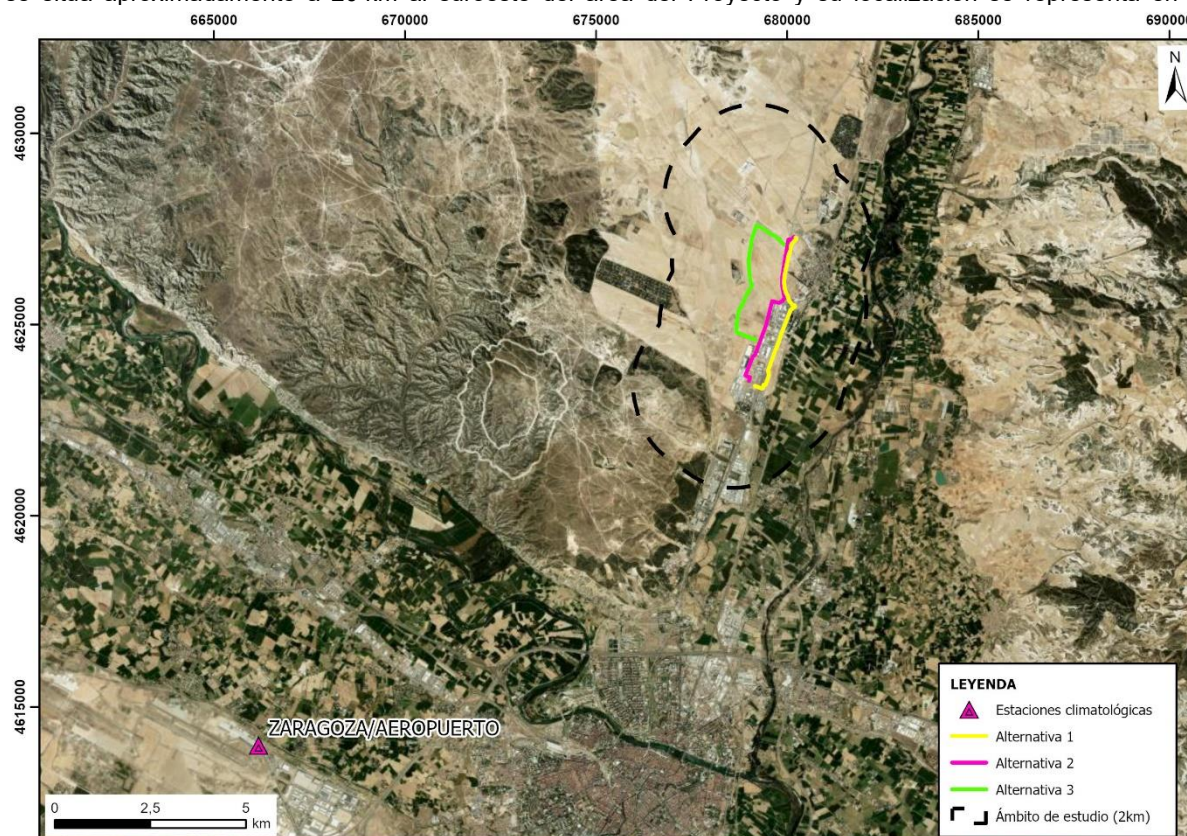 665000 670000 675000 680000 685000 690000
N
4630000
4625000
4620000
4615000
ZARAGOZA/AEROPUERTO
0 2,5 5
km
LEYENDA
Estaciones climatológicas
Alternativa 1
Alternativa 2
Alternativa 3
Ámbito de estudio (2km)